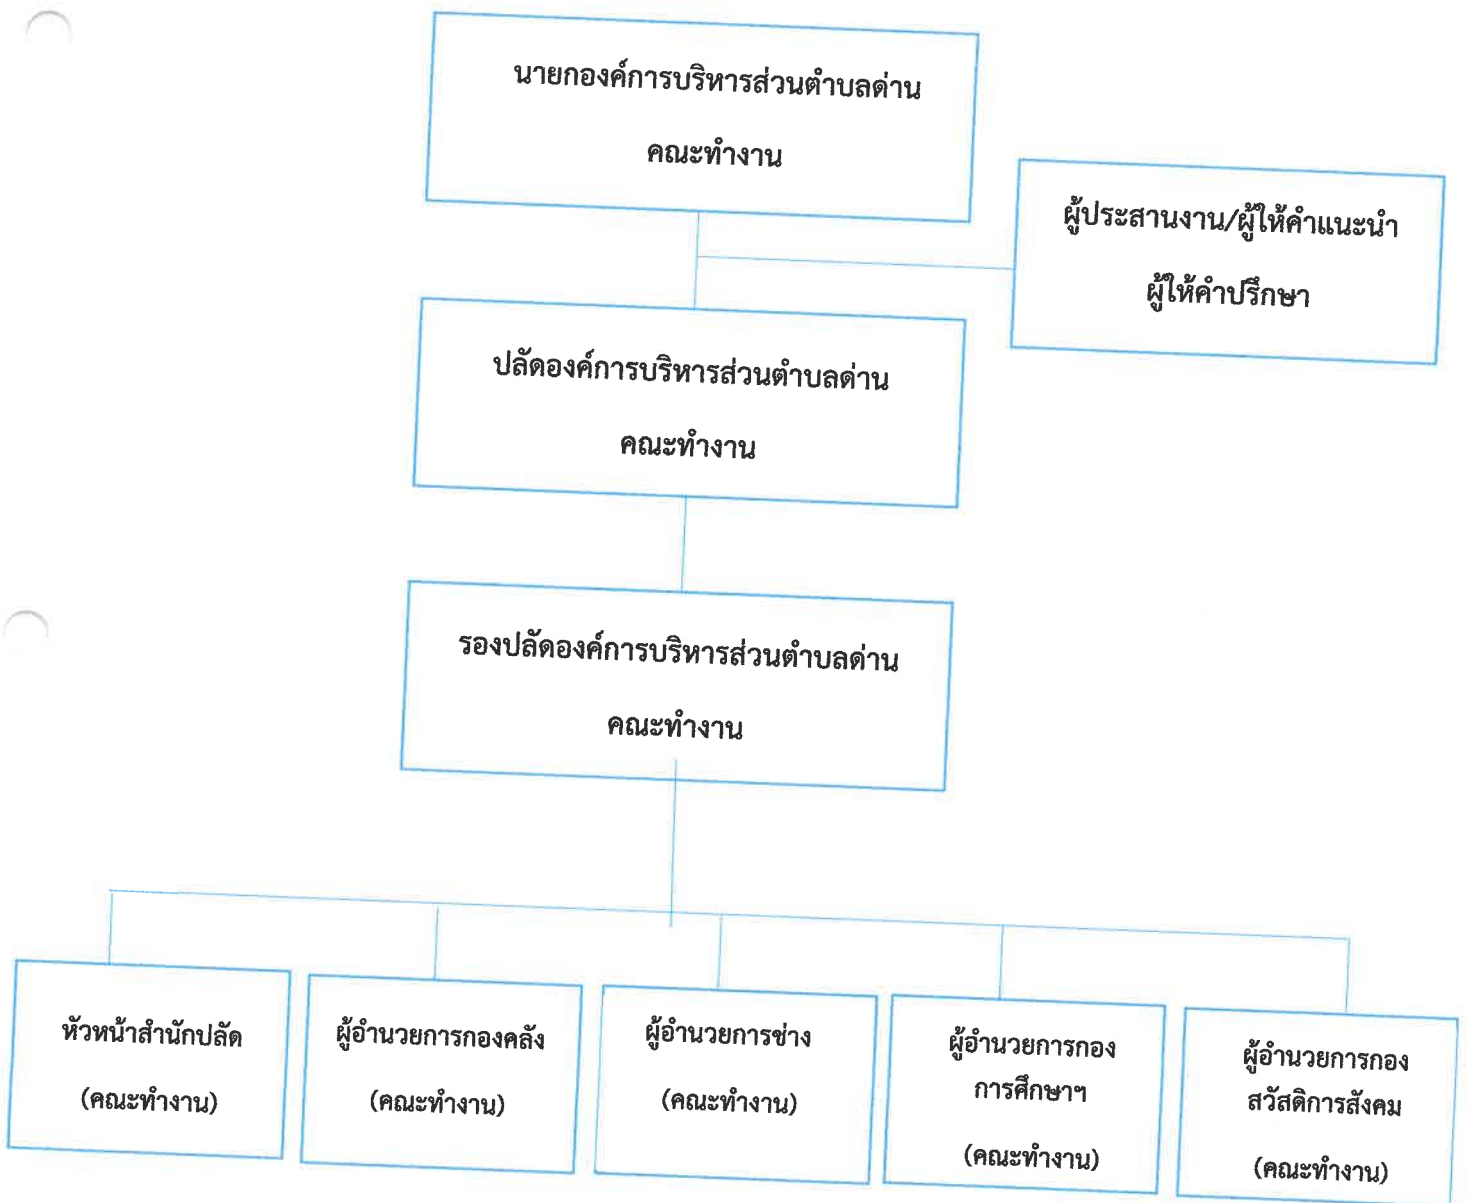 นายกองค์การบริหารส่วนตำบลด่าน
คณะทำงาน
ผู้ประสานงาน/ผู้ให้คำแนะนำ
ผู้ให้คำปรึกษา
ปลัดองค์การบริหารส่วนตำบลด่าน
คณะทำงาน
รองปลัดองค์การบริหารส่วนตำบลด่าน
คณะทำงาน
หัวหน้าสำนักปลัด
(คณะทำงาน)
ผู้อำนวยการกองคลัง
(คณะทำงาน)
ผู้อำนวยการช่าง
(คณะทำงาน)
ผู้อำนวยการกอง
การศึกษาฯ
(คณะทำงาน)
ผู้อำนวยการกอง
สวัสดิการสังคม
(คณะทำงาน)